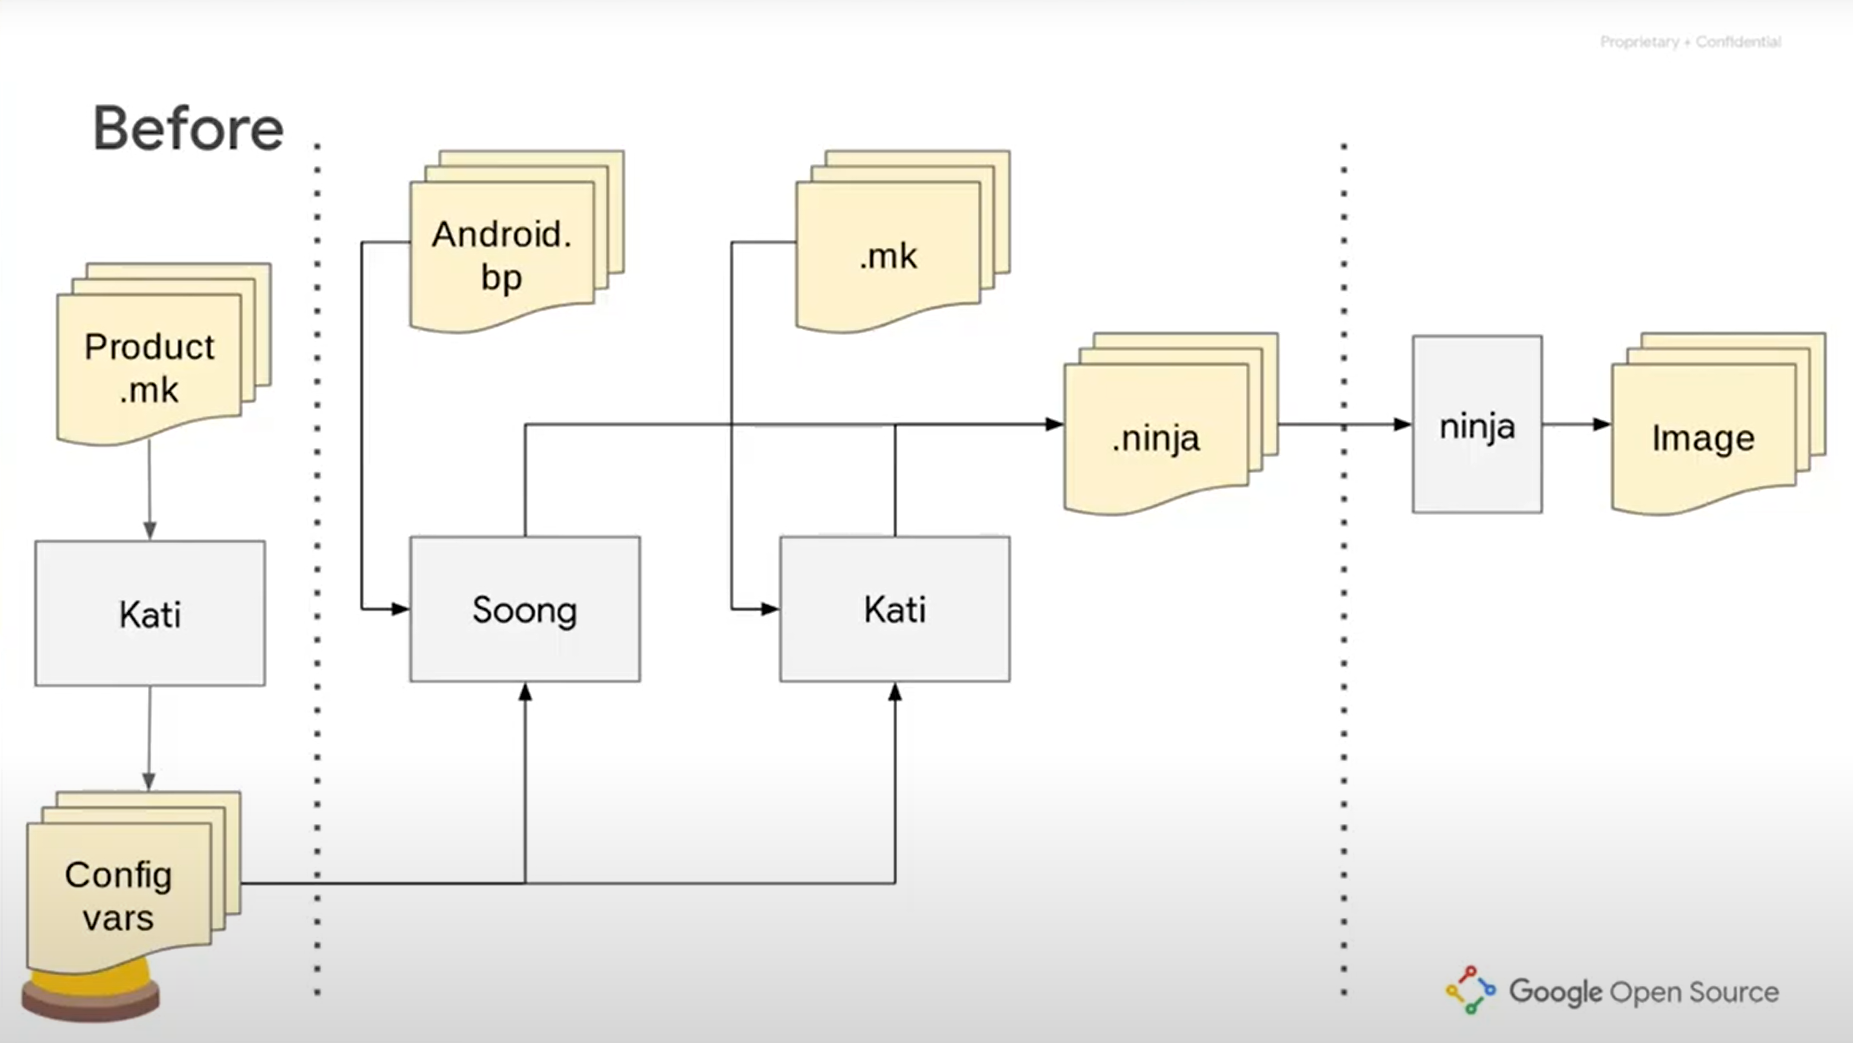 Proprietary + Confidential
Before
Android.
bp
.mk
Product
.mk
.ninja
ninja
Image
Kati
Soong
Kati
Config
vars
Google Open Source